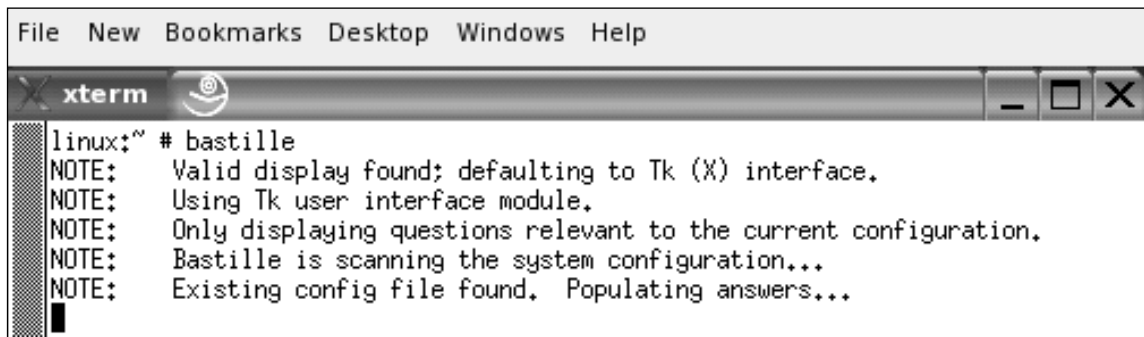 File New Bookmarks Desktop Windows Help
xterm
linux:~ # bastille
NOTE: Valid display found; defaulting to Tk (X) interface.
NOTE: Using Tk user interface module.
NOTE: Only displaying questions relevant to the current configuration.
NOTE: Bastille is scanning the system configuration...
NOTE: Existing config file found. Populating answers...